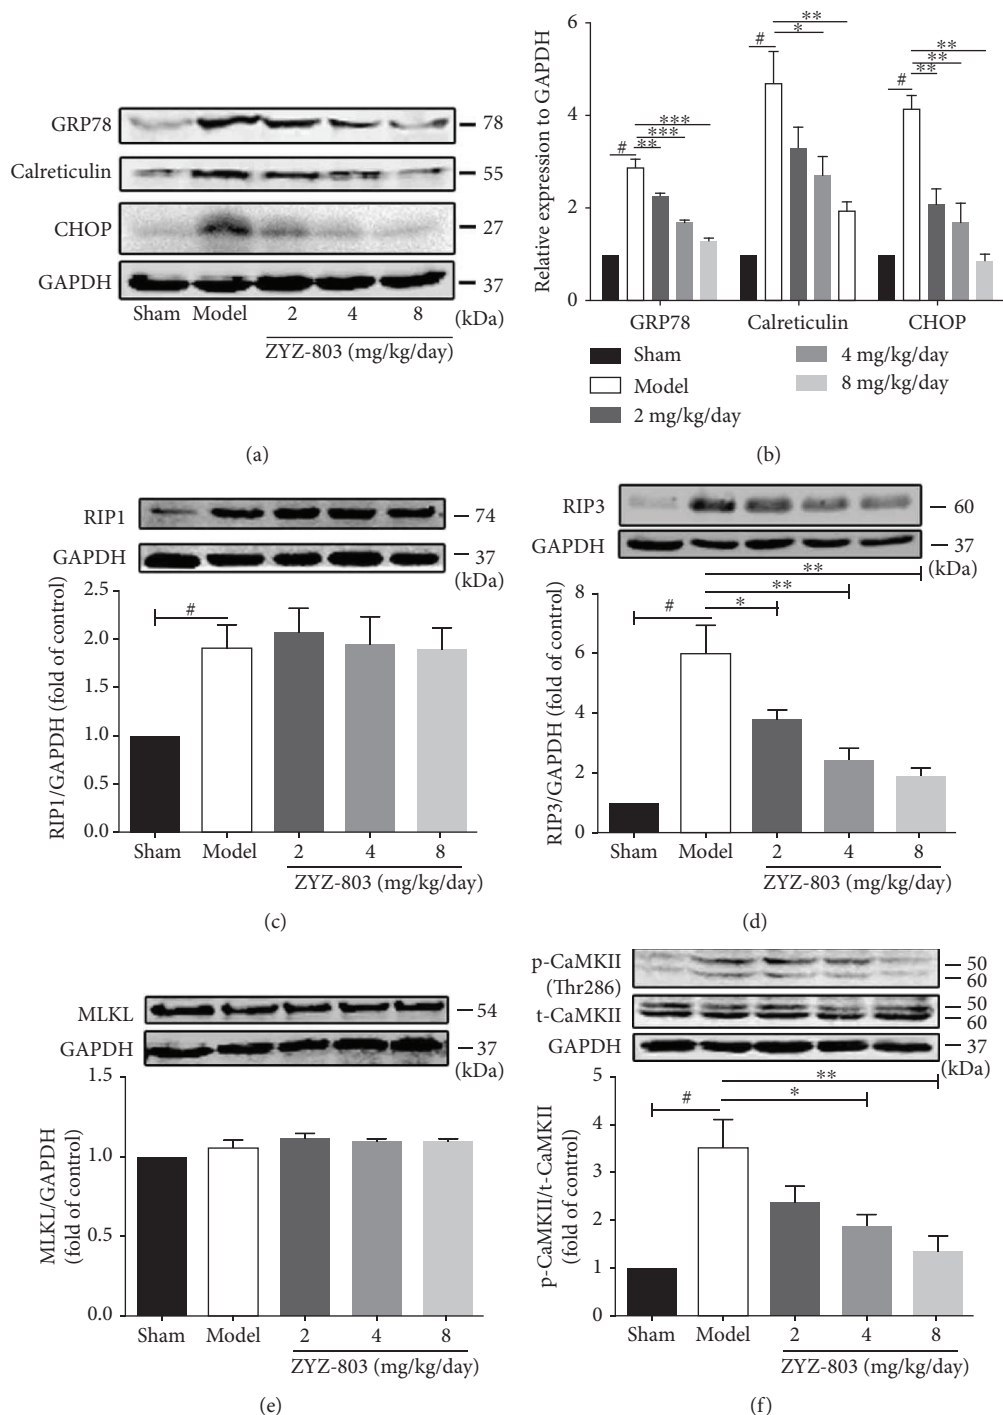 GRP78
78
Calreticulin
55
CHOP
27
GAPDH
37
Sham Model 2 4 8 (kDa)
ZYZ-803 (mg/kg/day)
(a)
Relative expression to GAPDH
6
4
2
0
# ** *** ***
# * **
# ** ** **
GRP78 Calreticulin CHOP
Sham
Model
2 mg/kg/day
4 mg/kg/day
8 mg/kg/day
(b)
RIP1
74
GAPDH
37
(kDa)
RIP1/GAPDH (fold of control)
2.5
2.0
1.5
1.0
0.5
0.0
#
Sham Model 2 4 8
ZYZ-803 (mg/kg/day)
(c)
RIP3
60
GAPDH
37
(kDa)
RIP3/GAPDH (fold of control)
8
6
4
2
0
# * ** **
Sham Model 2 4 8
ZYZ-803 (mg/kg/day)
(d)
MLKL
54
GAPDH
37
(kDa)
MLKL/GAPDH
(fold of control)
1.5
1.0
0.5
0.0
Sham Model 2 4 8
ZYZ-803 (mg/kg/day)
(e)
p-CaMKII
(Thr286)
50
60
t-CaMKII
50
60
GAPDH
37
(kDa)
p-CaMKII/t-CaMKII
(fold of control)
5
4
3
2
1
0
# * **
Sham Model 2 4 8
ZYZ-803 (mg/kg/day)
(f)